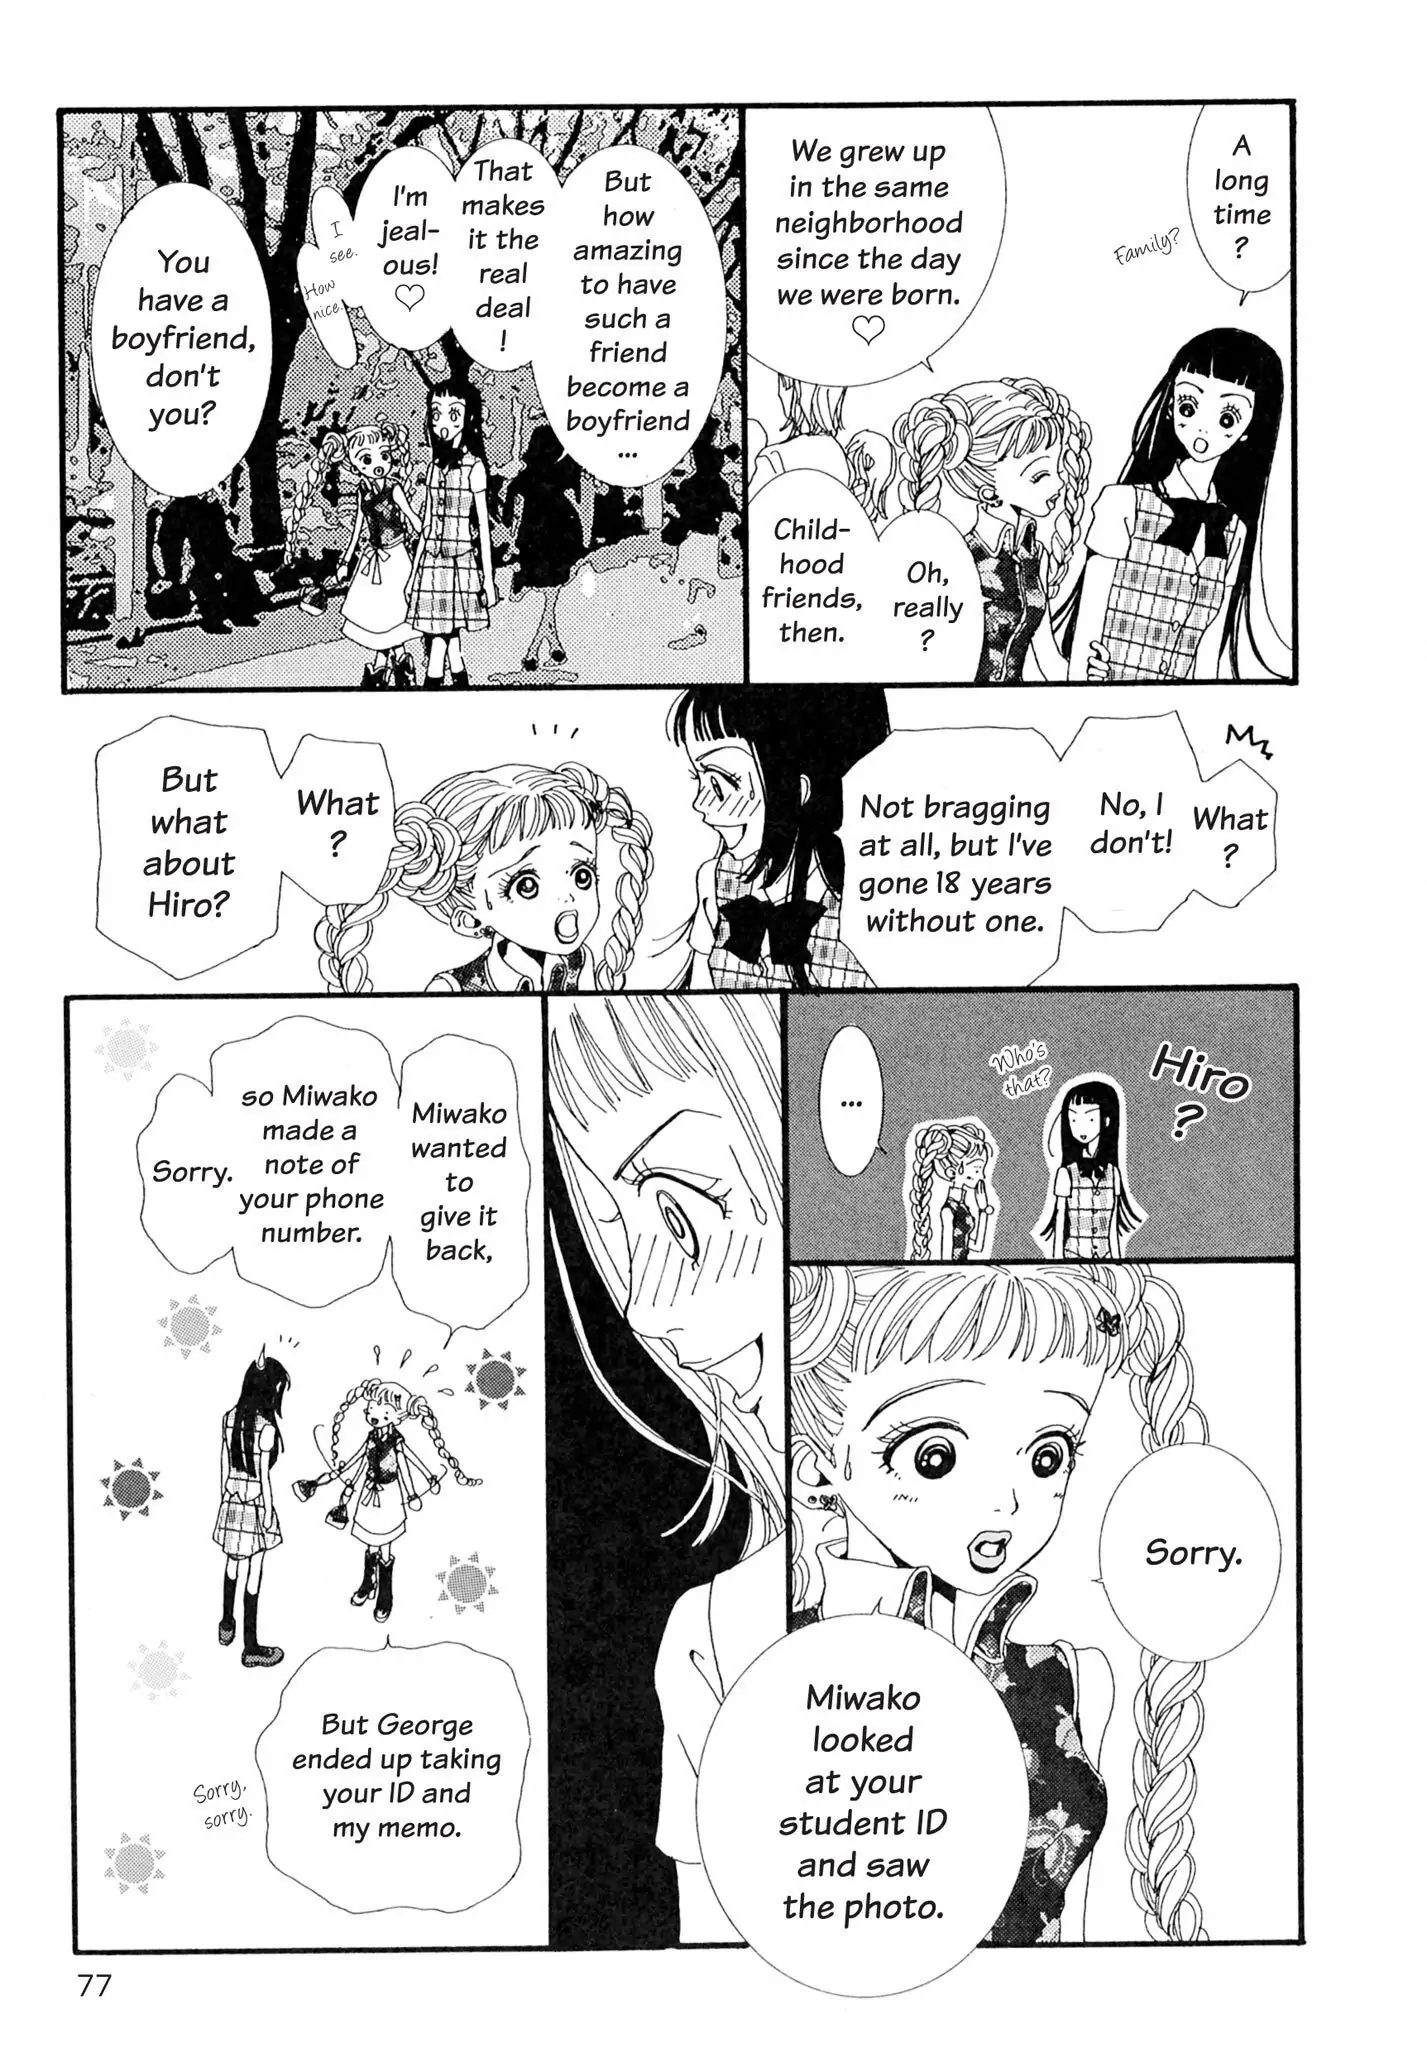 A
long
time
?
Family?
We grew up
in the same
neighborhood
since the day
we were born.
♡
Oh,
really
?
Child-
hood
friends,
then.
But
how
amazing
to have
such a
friend
become a
boyfriend
...
That
makes
it the
real
deal
!
I'm
jeal-
ous!
♡
I
see.
How
nice.
You
have a
boyfriend,
don't
you?
What
?
No, I
don't!
Not bragging
at all, but I've
gone 18 years
without one.
What
?
But
what
about
Hiro?
Hiro
?
Who's
that?
...
Sorry.
Miwako
looked
at your
student ID
and saw
the photo.
Miwako
wanted
to
give it
back,
so Miwako
made a
note of
your phone
number.
Sorry.
But George
ended up taking
your ID and
my memo.
Sorry,
sorry.
77